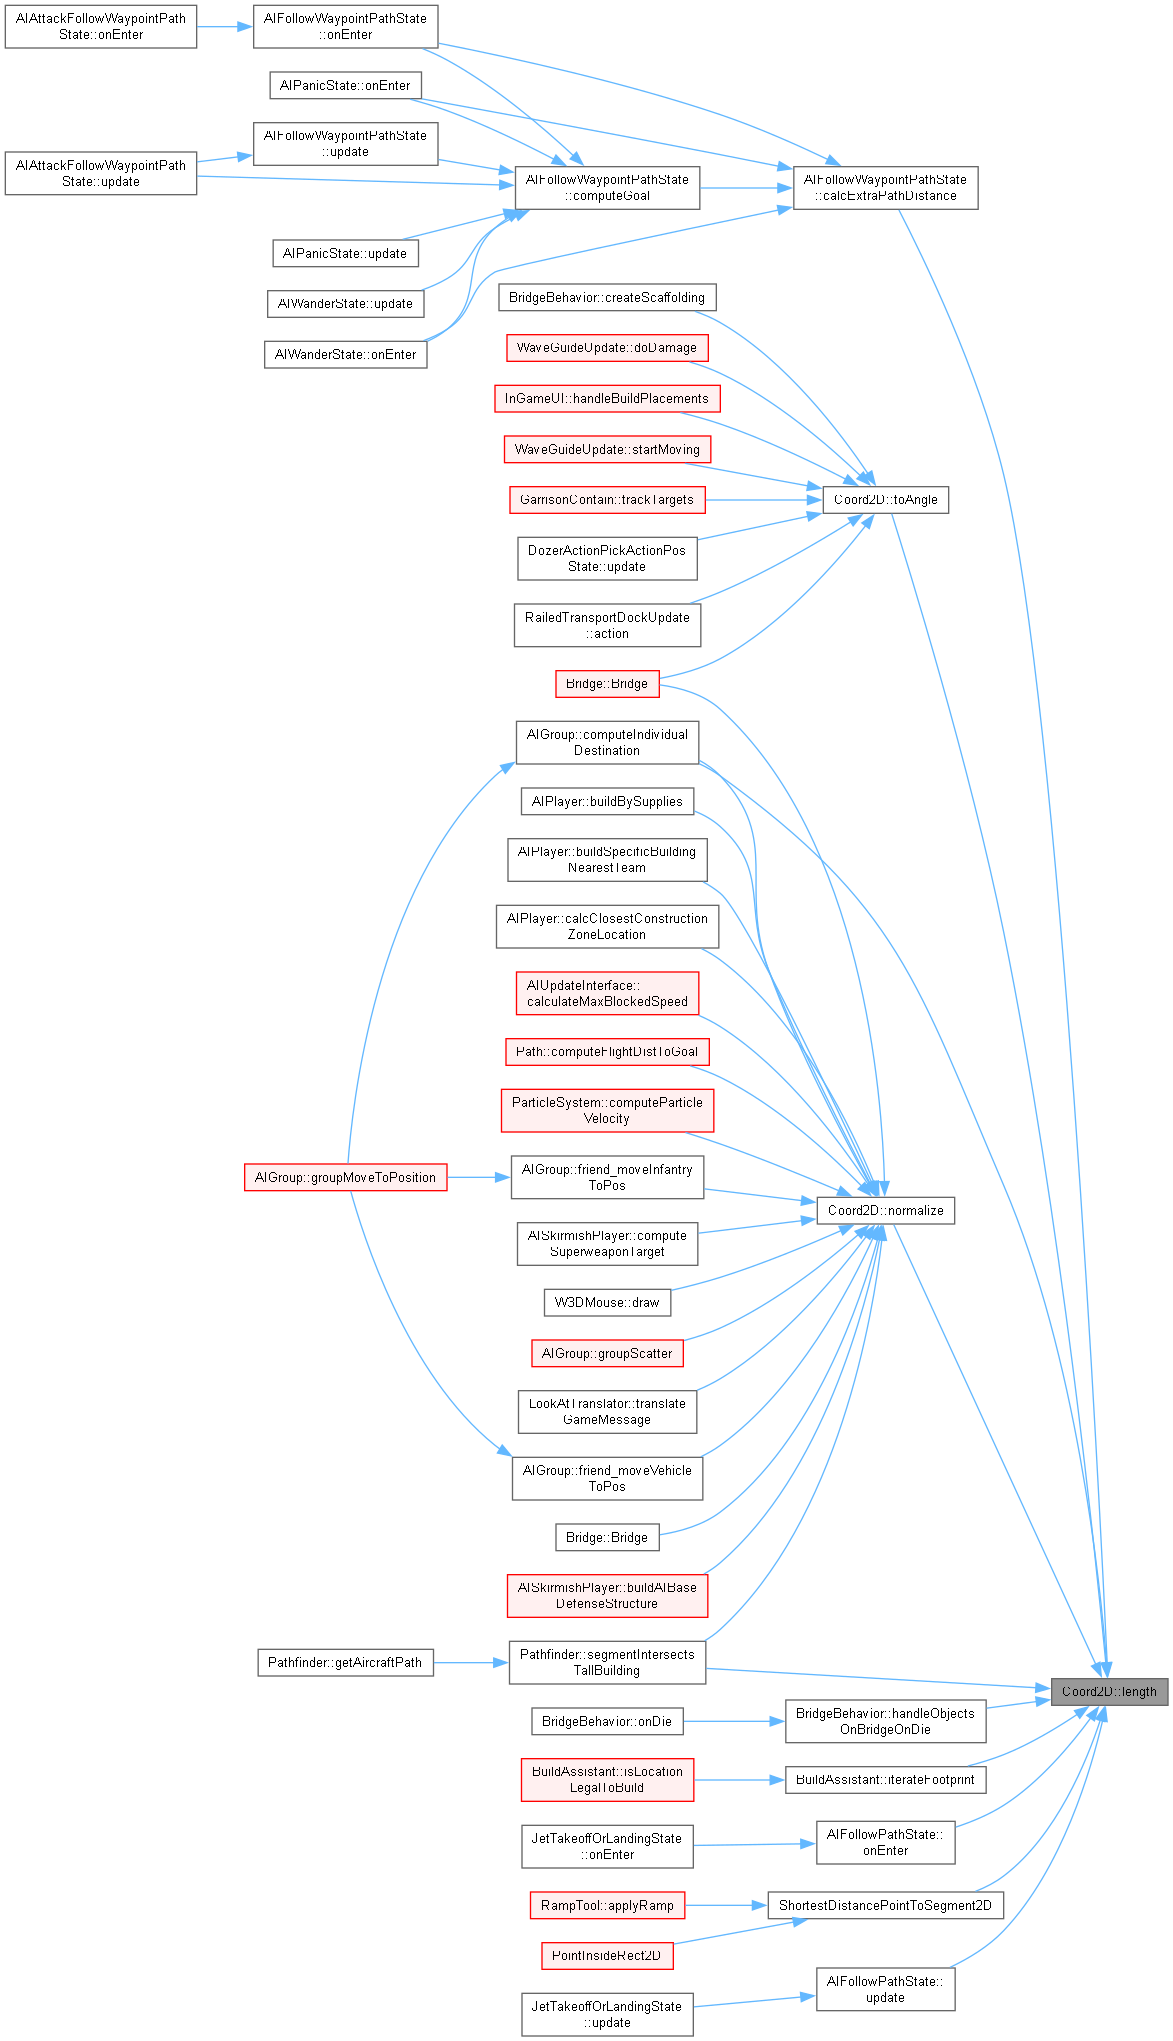 AIAttackFollowWaypointPath
State::onEnter
AIFollowWaypointPathState
::onEnter
AIPanicState::onEnter
AIFollowWaypointPathState
::update
AIAttackFollowWaypointPath
State::update
AIFollowWaypointPathState
::computeGoal
AIFollowWaypointPathState
::calcExtraPathDistance
AIPanicState::update
AIWanderState::update
AIWanderState::onEnter
BridgeBehavior::createScaffolding
WaveGuideUpdate::doDamage
InGameUI::handleBuildPlacements
WaveGuideUpdate::startMoving
GarrisonContain::trackTargets
Coord2D::toAngle
DozerActionPickActionPos
State::update
RailedTransportDockUpdate
::action
Bridge::Bridge
AIGroup::computeIndividual
Destination
AIPlayer::buildBySupplies
AIPlayer::buildSpecificBuilding
NearestTeam
AIPlayer::calcClosestConstruction
ZoneLocation
AIUpdateInterface::
calculateMaxBlockedSpeed
Path::computeFlightDistToGoal
ParticleSystem::computeParticle
Velocity
AIGroup::groupMoveToPosition
AIGroup::friend_moveInfantry
ToPos
Coord2D::normalize
AISkirmishPlayer::compute
SuperweaponTarget
W3DMouse::draw
AIGroup::groupScatter
LookAtTranslator::translate
GameMessage
AIGroup::friend_moveVehicle
ToPos
Bridge::Bridge
AISkirmishPlayer::buildAIBase
DefenseStructure
Pathfinder::getAircraftPath
Pathfinder::segmentIntersects
TallBuilding
Coord2D::length
BridgeBehavior::onDie
BridgeBehavior::handleObjects
OnBridgeOnDie
BuildAssistant::isLocation
LegalToBuild
BuildAssistant::iterateFootprint
JetTakeoffOrLandingState
::onEnter
AIFollowPathState::
onEnter
RampTool::applyRamp
ShortestDistancePointToSegment2D
PointInsideRect2D
AIFollowPathState::
update
JetTakeoffOrLandingState
::update